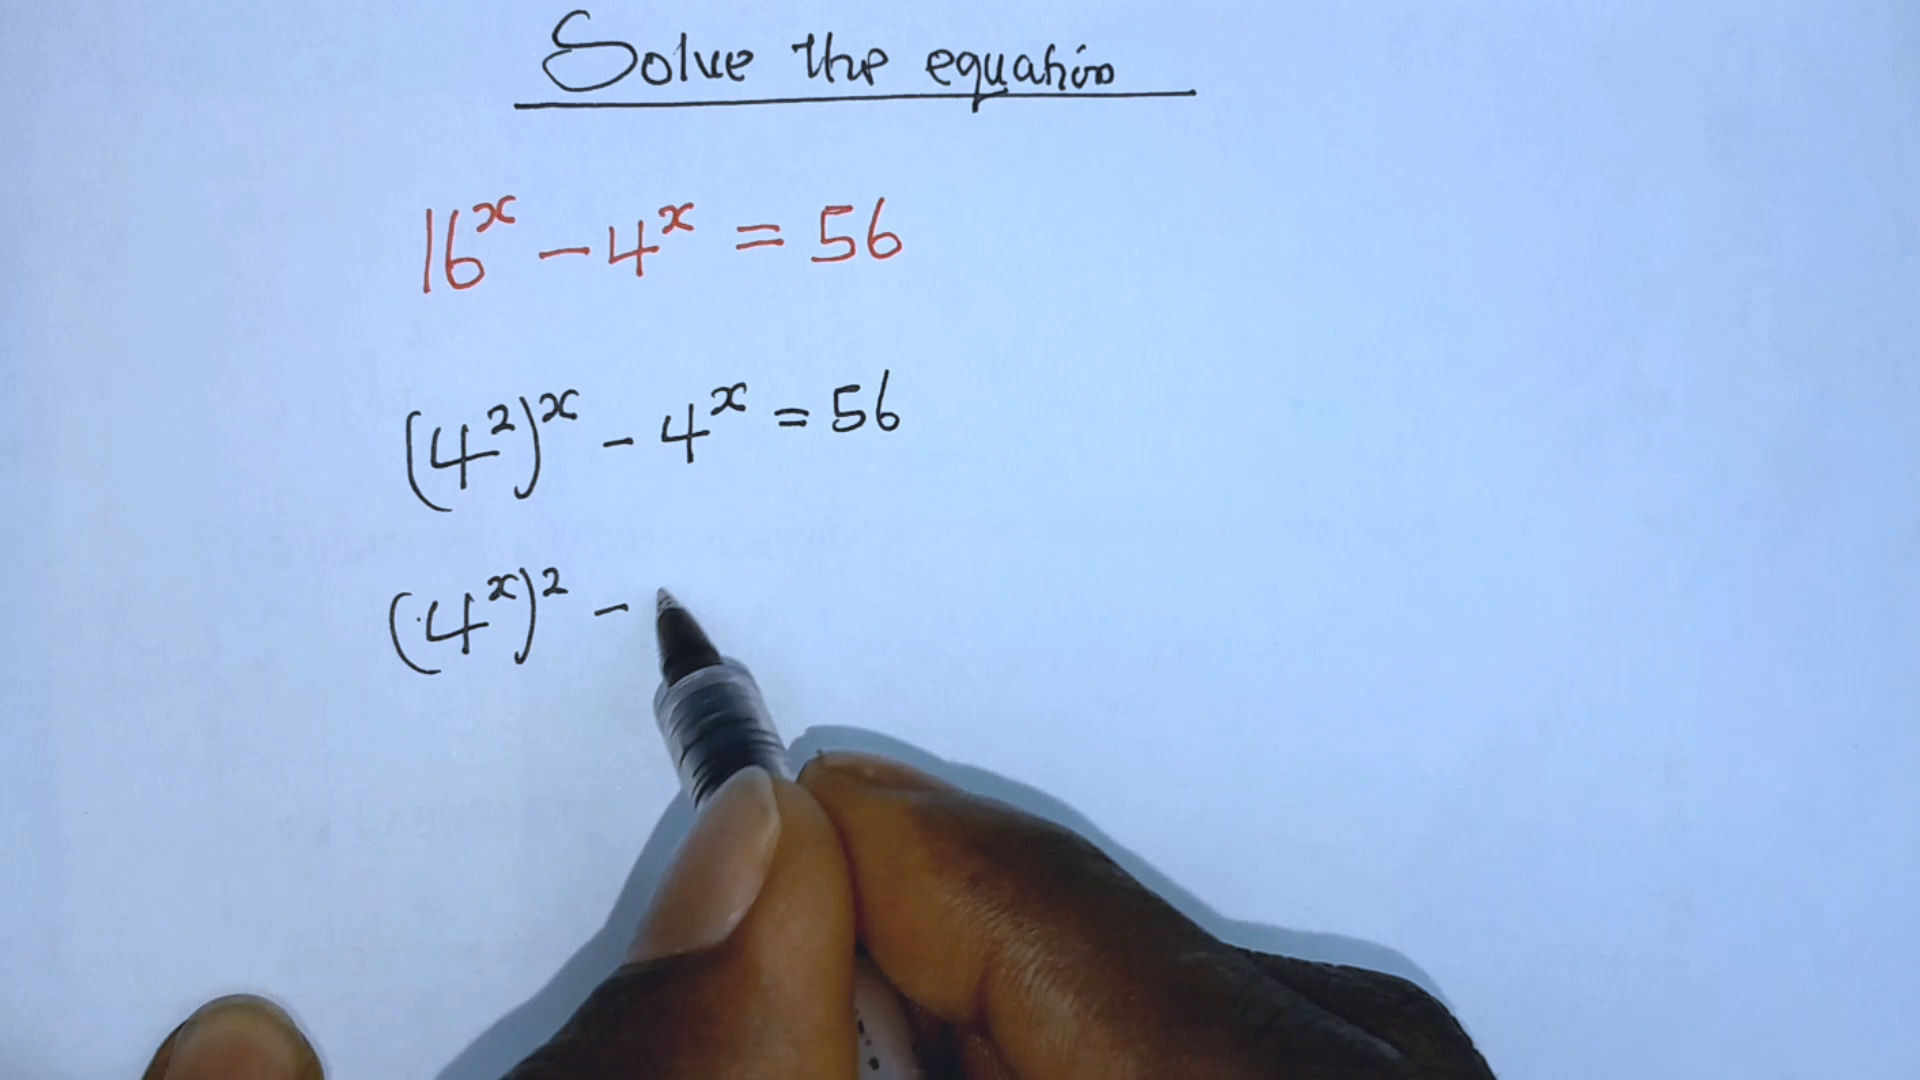 Solve the equation
16^x - 4^x = 56
(4^2)^x - 4^x = 56
(4^x)^2 -